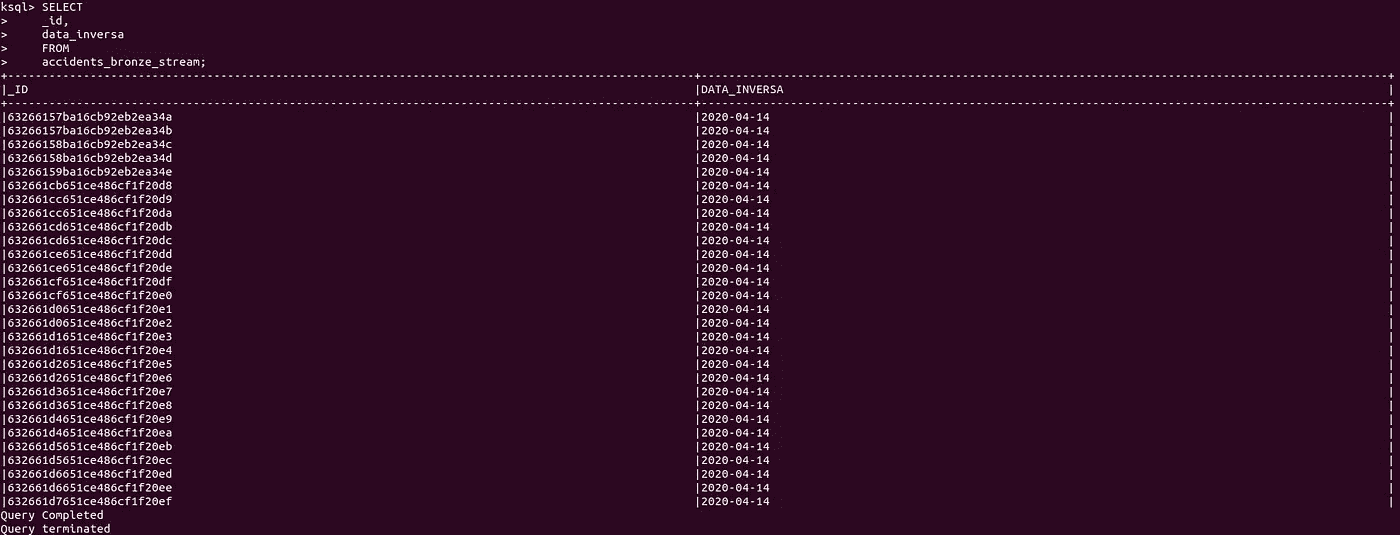 ksql> SELECT
>     _id,
>     data_inversa
>     FROM
>     accidents_bronze_stream;
+----------------------------------------------------------------------------------------------------+----------------------------------------------------------------------------------------------------+
|_ID |DATA_INVERSA |
+----------------------------------------------------------------------------------------------------+----------------------------------------------------------------------------------------------------+
|63266157ba16cb92eb2ea34a |2020-04-14 |
|63266157ba16cb92eb2ea34b |2020-04-14 |
|63266158ba16cb92eb2ea34c |2020-04-14 |
|63266158ba16cb92eb2ea34d |2020-04-14 |
|63266159ba16cb92eb2ea34e |2020-04-14 |
|632661cb651ce486cf1f20d8 |2020-04-14 |
|632661cc651ce486cf1f20d9 |2020-04-14 |
|632661cc651ce486cf1f20da |2020-04-14 |
|632661cd651ce486cf1f20db |2020-04-14 |
|632661cd651ce486cf1f20dc |2020-04-14 |
|632661ce651ce486cf1f20dd |2020-04-14 |
|632661ce651ce486cf1f20de |2020-04-14 |
|632661cf651ce486cf1f20df |2020-04-14 |
|632661cf651ce486cf1f20e0 |2020-04-14 |
|632661d0651ce486cf1f20e1 |2020-04-14 |
|632661d0651ce486cf1f20e2 |2020-04-14 |
|632661d1651ce486cf1f20e3 |2020-04-14 |
|632661d1651ce486cf1f20e4 |2020-04-14 |
|632661d2651ce486cf1f20e5 |2020-04-14 |
|632661d2651ce486cf1f20e6 |2020-04-14 |
|632661d3651ce486cf1f20e7 |2020-04-14 |
|632661d3651ce486cf1f20e8 |2020-04-14 |
|632661d4651ce486cf1f20e9 |2020-04-14 |
|632661d4651ce486cf1f20ea |2020-04-14 |
|632661d5651ce486cf1f20eb |2020-04-14 |
|632661d5651ce486cf1f20ec |2020-04-14 |
|632661d6651ce486cf1f20ed |2020-04-14 |
|632661d6651ce486cf1f20ee |2020-04-14 |
|632661d7651ce486cf1f20ef |2020-04-14 |
Query Completed
Query terminated